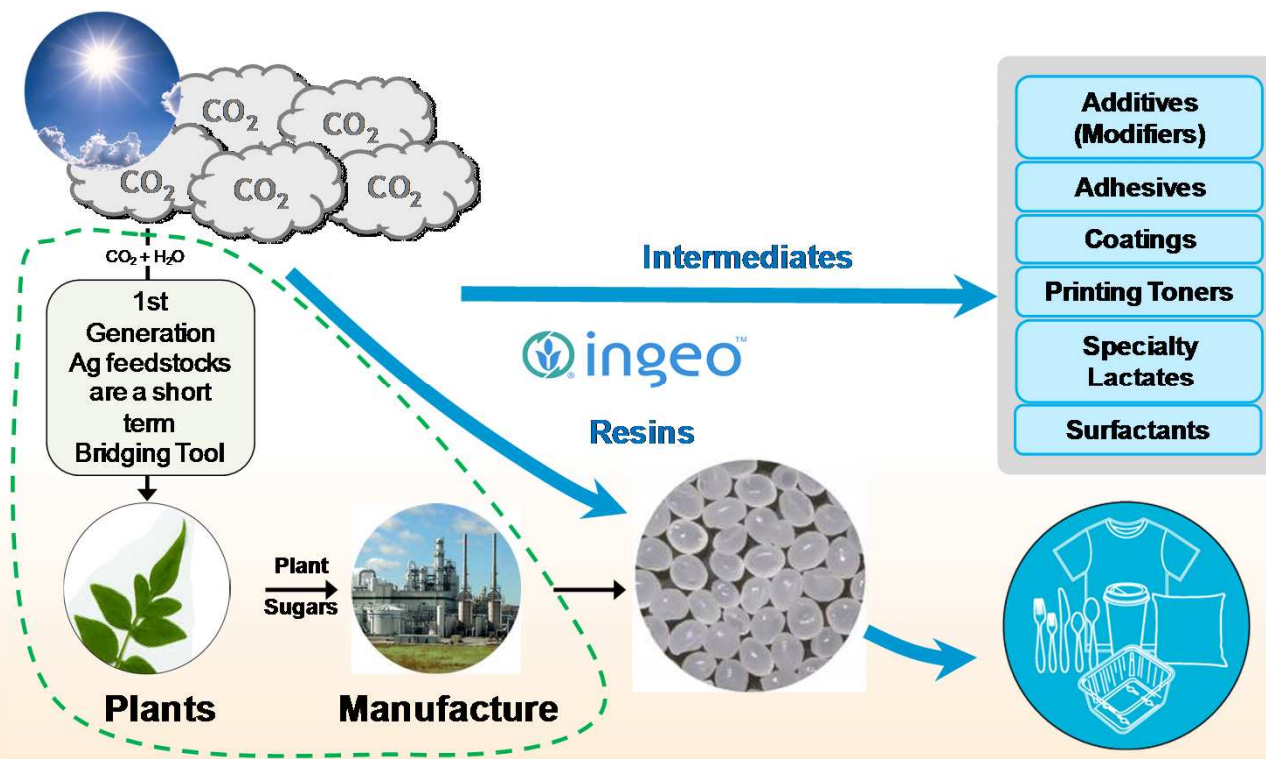 CO2
CO2
CO2
CO2
CO2
CO2 + H2O
1st
Generation
Ag feedstocks
are a short
term
Bridging Tool
Plant
Sugars
Plants
Manufacture
Intermediates
ingeo™
®
Resins
Additives
(Modifiers)
Adhesives
Coatings
Printing Toners
Specialty
Lactates
Surfactants